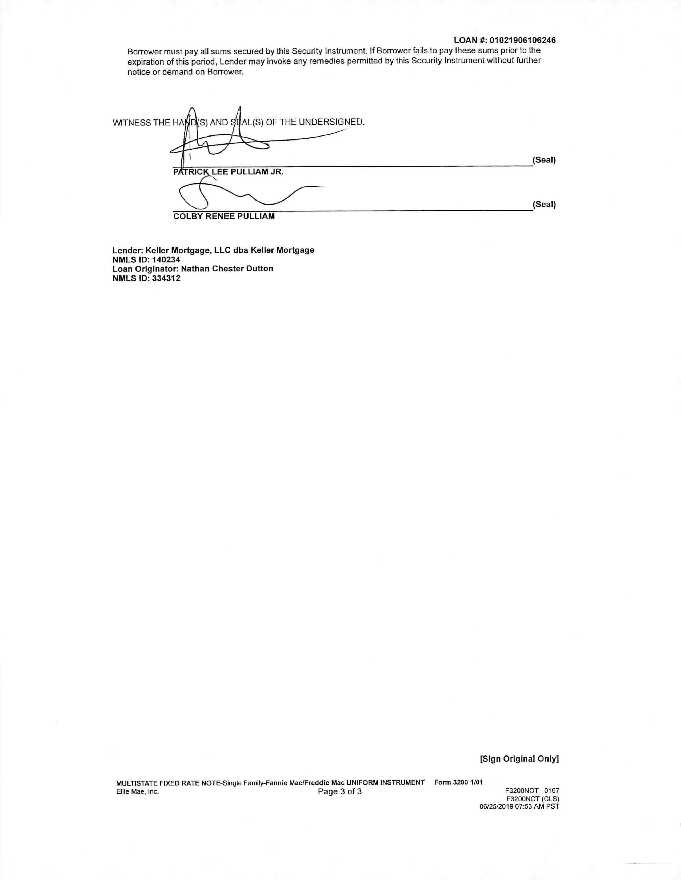 LOAN #: 01021906106246
Borrower must pay all sums secured by this Security Instrument. If Borrower fails to pay these sums prior to the
expiration of this period, Lender may invoke any remedies permitted by this Security Instrument without further
notice or demand on Borrower.
WITNESS THE HAND(S) AND SEAL(S) OF THE UNDERSIGNED.
(Seal)
PATRICK LEE PULLIAM JR.
(Seal)
COLBY RENEE PULLIAM
Lender: Keller Mortgage, LLC dba Keller Mortgage
NMLS ID: 140234
Loan Originator: Nathan Chester Dutton
NMLS ID: 334312
[Sign Original Only]
MULTISTATE FIXED RATE NOTE-Single Family-Fannie Mae/Freddie Mac UNIFORM INSTRUMENT Form 3200 1/01
Ellie Mae, Inc. Page 3 of 3 F3200NOT 0107
F3200NOT (CLS)
06/25/2019 07:53 AM PST